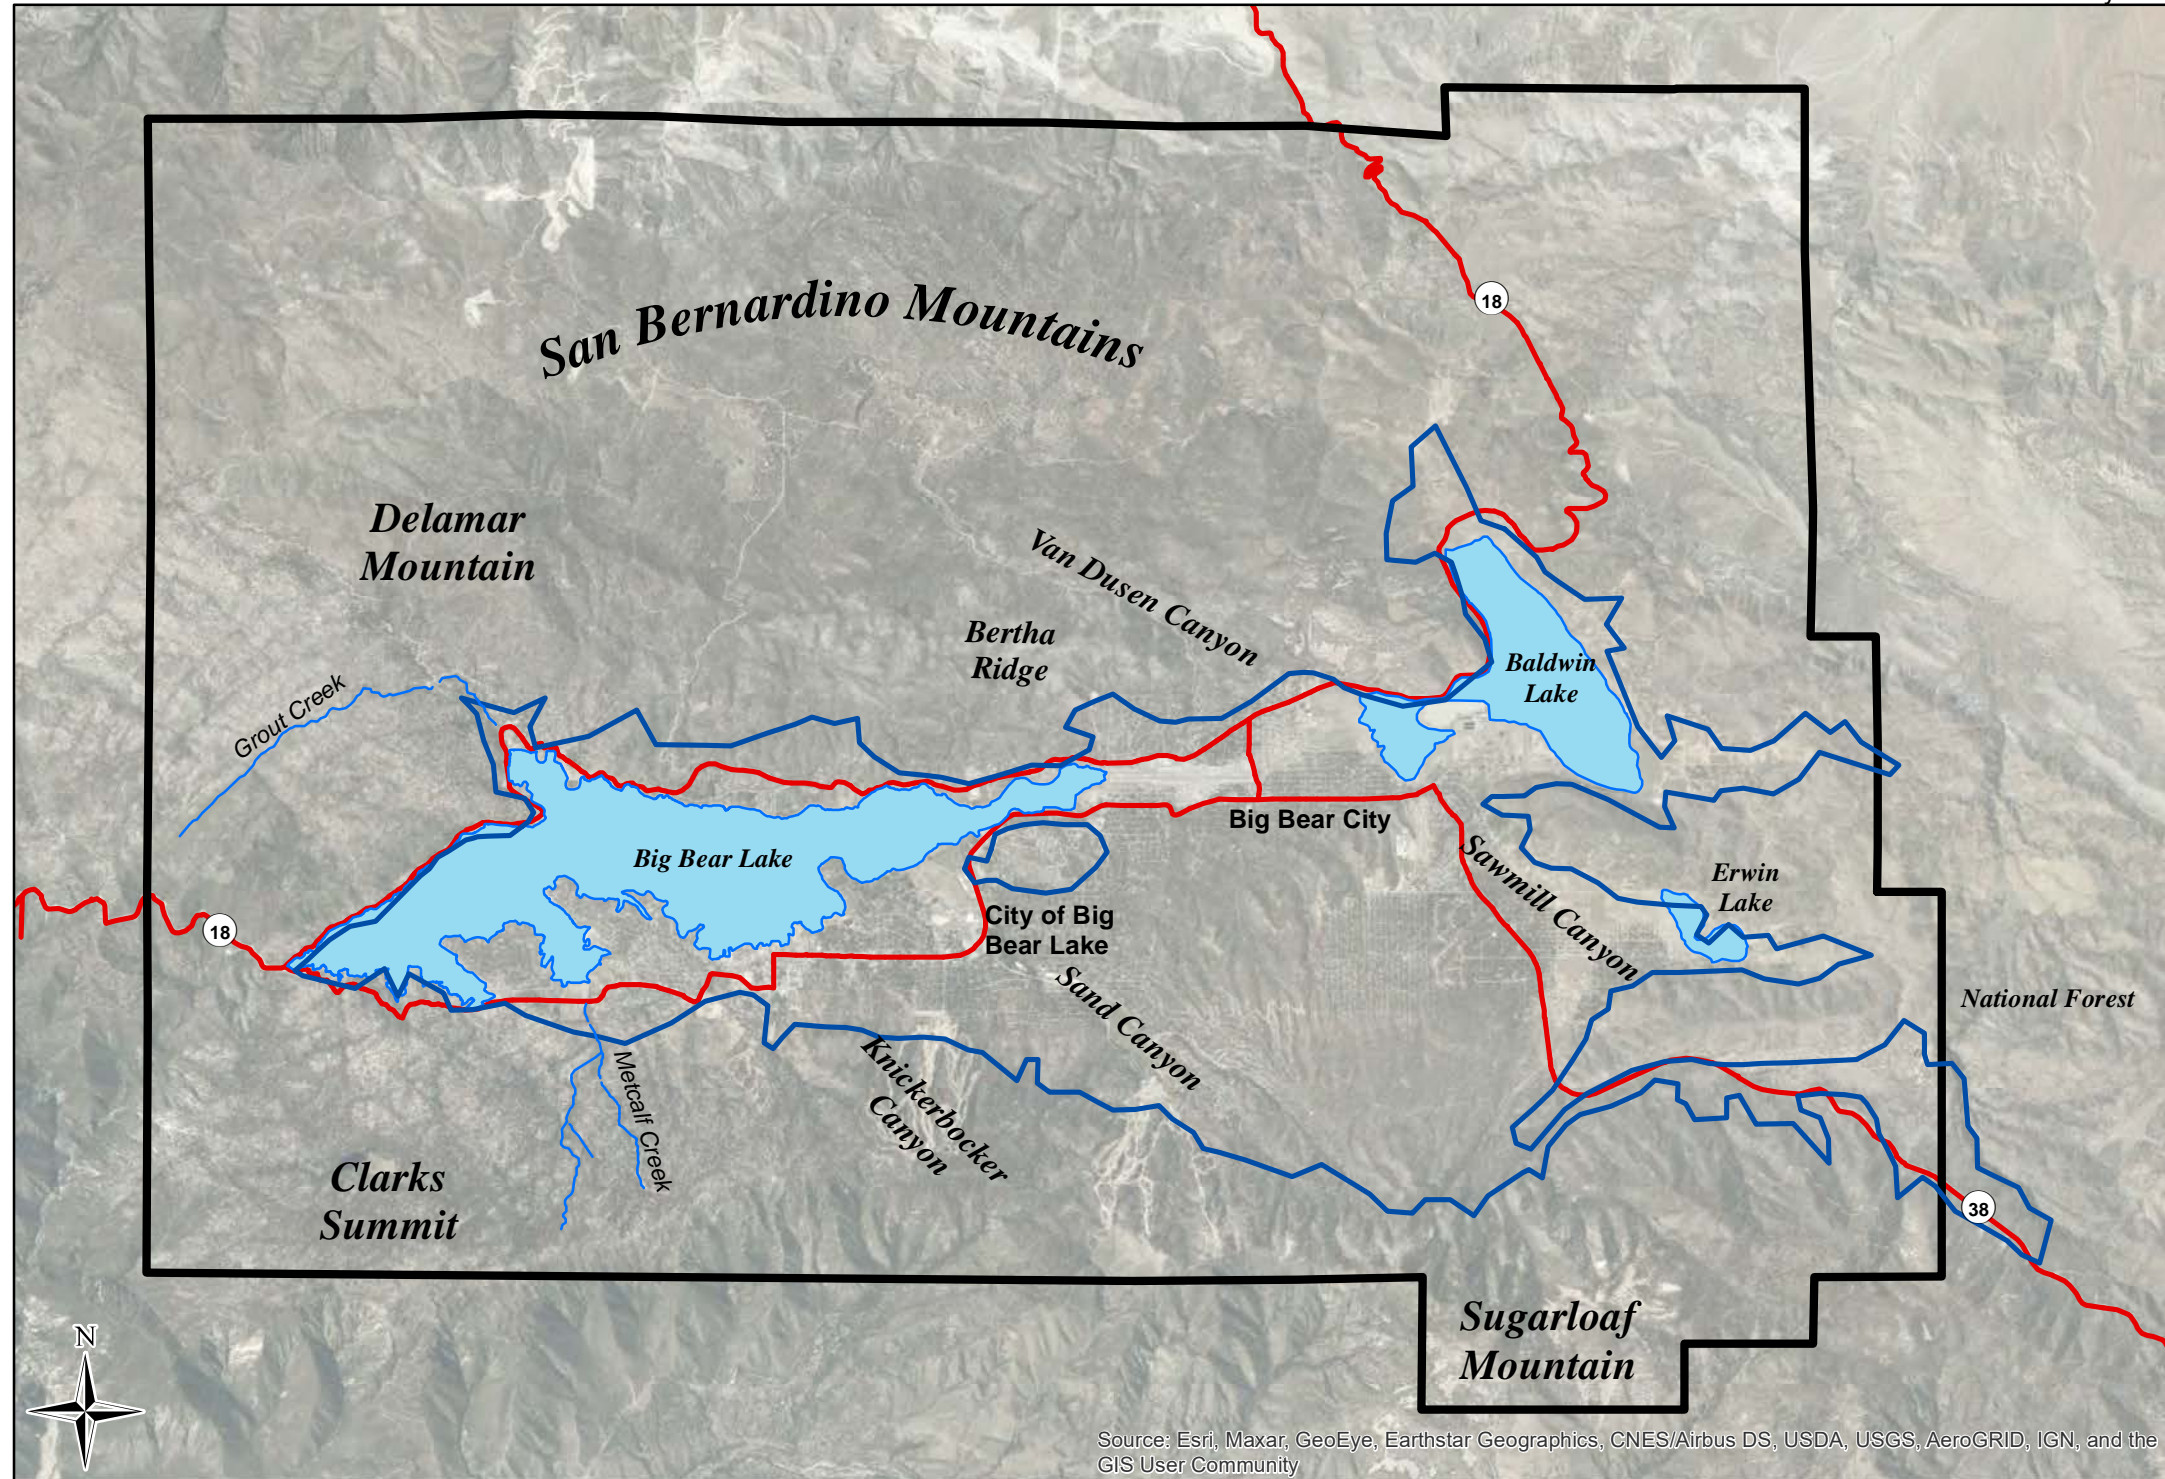 18
San Bernardino Mountains
Delamar
Mountain
Van Dusen Canyon
Bertha
Ridge
Baldwin
Lake
Grout Creek
Big Bear City
Big Bear Lake
Sawmill Canyon
Erwin
Lake
18
City of Big
Bear Lake
Sand Canyon
National Forest
Knickerbocker
Canyon
Metcalf Creek
Clarks
Summit
38
Sugarloaf
Mountain
N
Source: Esri, Maxar, GeoEye, Earthstar Geographics, CNES/Airbus DS, USDA, USGS, AeroGRID, IGN, and the
GIS User Community